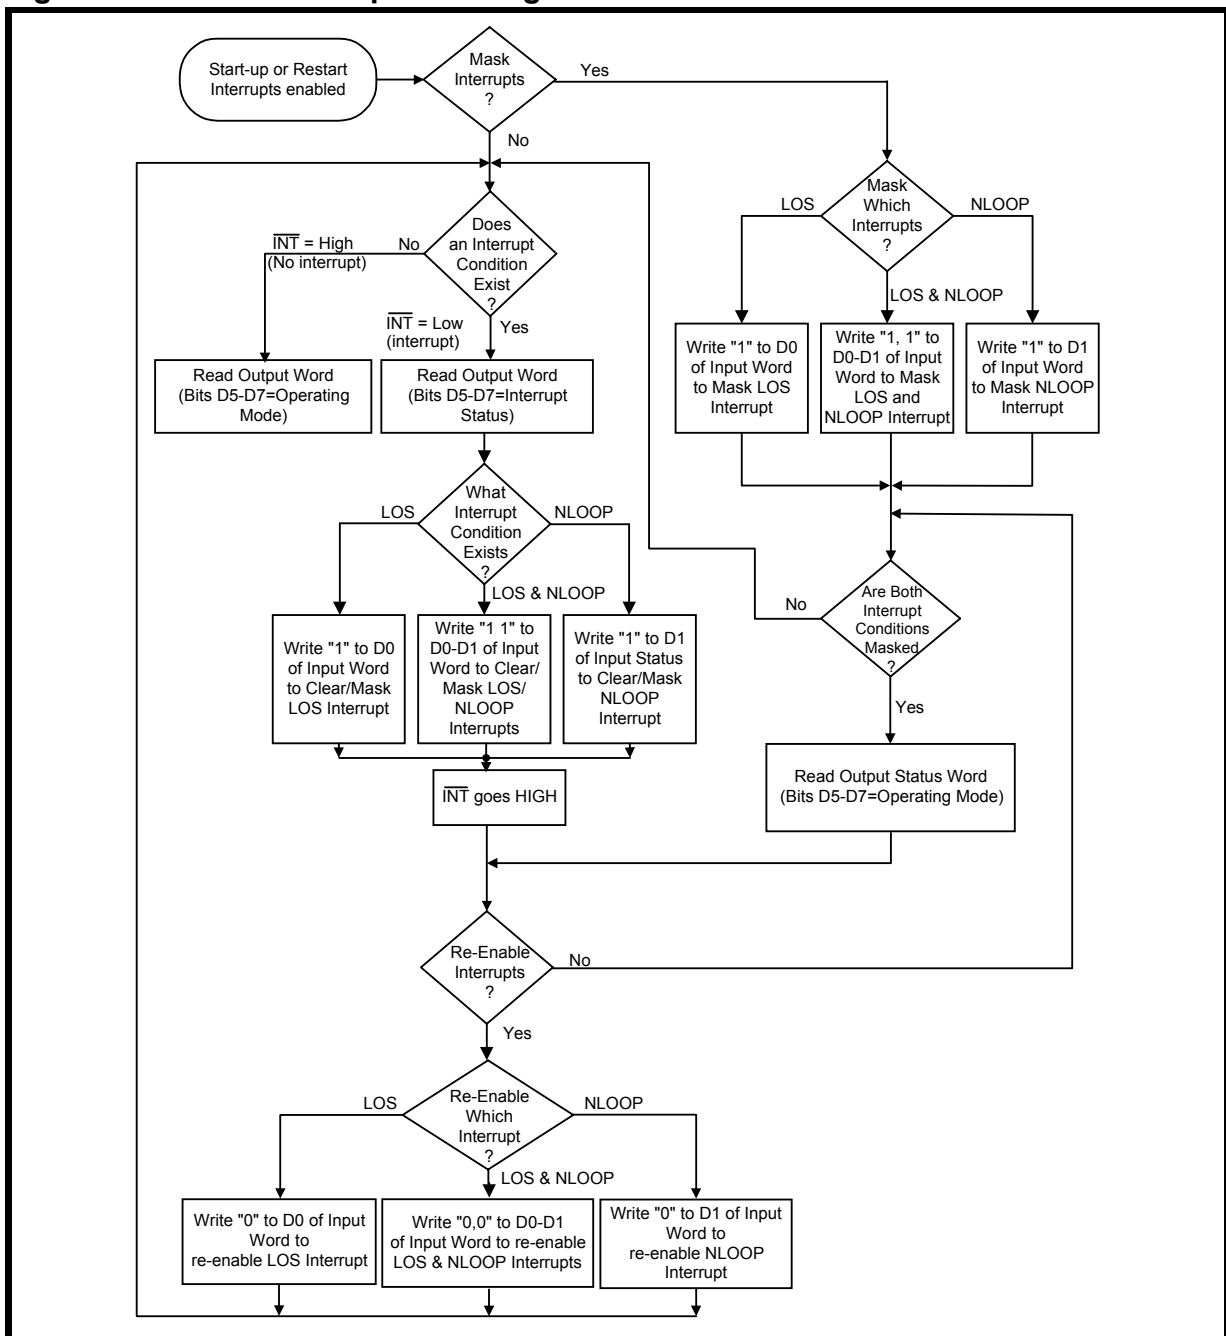 Start-up or Restart
Interrupts enabled
Mask
Interrupts
?
Yes
No
Mask
Which
Interrupts
?
LOS
NLOOP
LOS & NLOOP
Does
an Interrupt
Condition
Exist
?
No
INT = High
(No interrupt)
INT = Low
(interrupt)
Yes
Write "1" to D0
of Input Word
to Mask LOS
Interrupt
Write "1, 1" to
D0-D1 of Input
Word to Mask
LOS and
NLOOP Interrupt
Write "1" to D1
of Input Word
to Mask NLOOP
Interrupt
Read Output Word
(Bits D5-D7=Operating
Mode)
Read Output Word
(Bits D5-D7=Interrupt
Status)
What
Interrupt
Condition
Exists
?
LOS
NLOOP
LOS & NLOOP
Are Both
Interrupt
Conditions
Masked
?
No
Yes
Write "1" to D0
of Input Word
to Clear/Mask
LOS Interrupt
Write "1 1" to
D0-D1 of Input
Word to Clear/
Mask LOS/
NLOOP
Interrupts
Write "1" to D1
of Input Status
to Clear/Mask
NLOOP
Interrupt
INT goes HIGH
Read Output Status Word
(Bits D5-D7=Operating Mode)
Re-Enable
Interrupts
?
No
Yes
Re-Enable
Which
Interrupt
?
LOS
NLOOP
LOS & NLOOP
Write "0" to D0 of Input
Word to
re-enable LOS Interrupt
Write "0,0" to D0-D1
of Input Word to re-enable
LOS & NLOOP Interrupts
Write "0" to D1 of Input
Word to
re-enable NLOOP
Interrupt